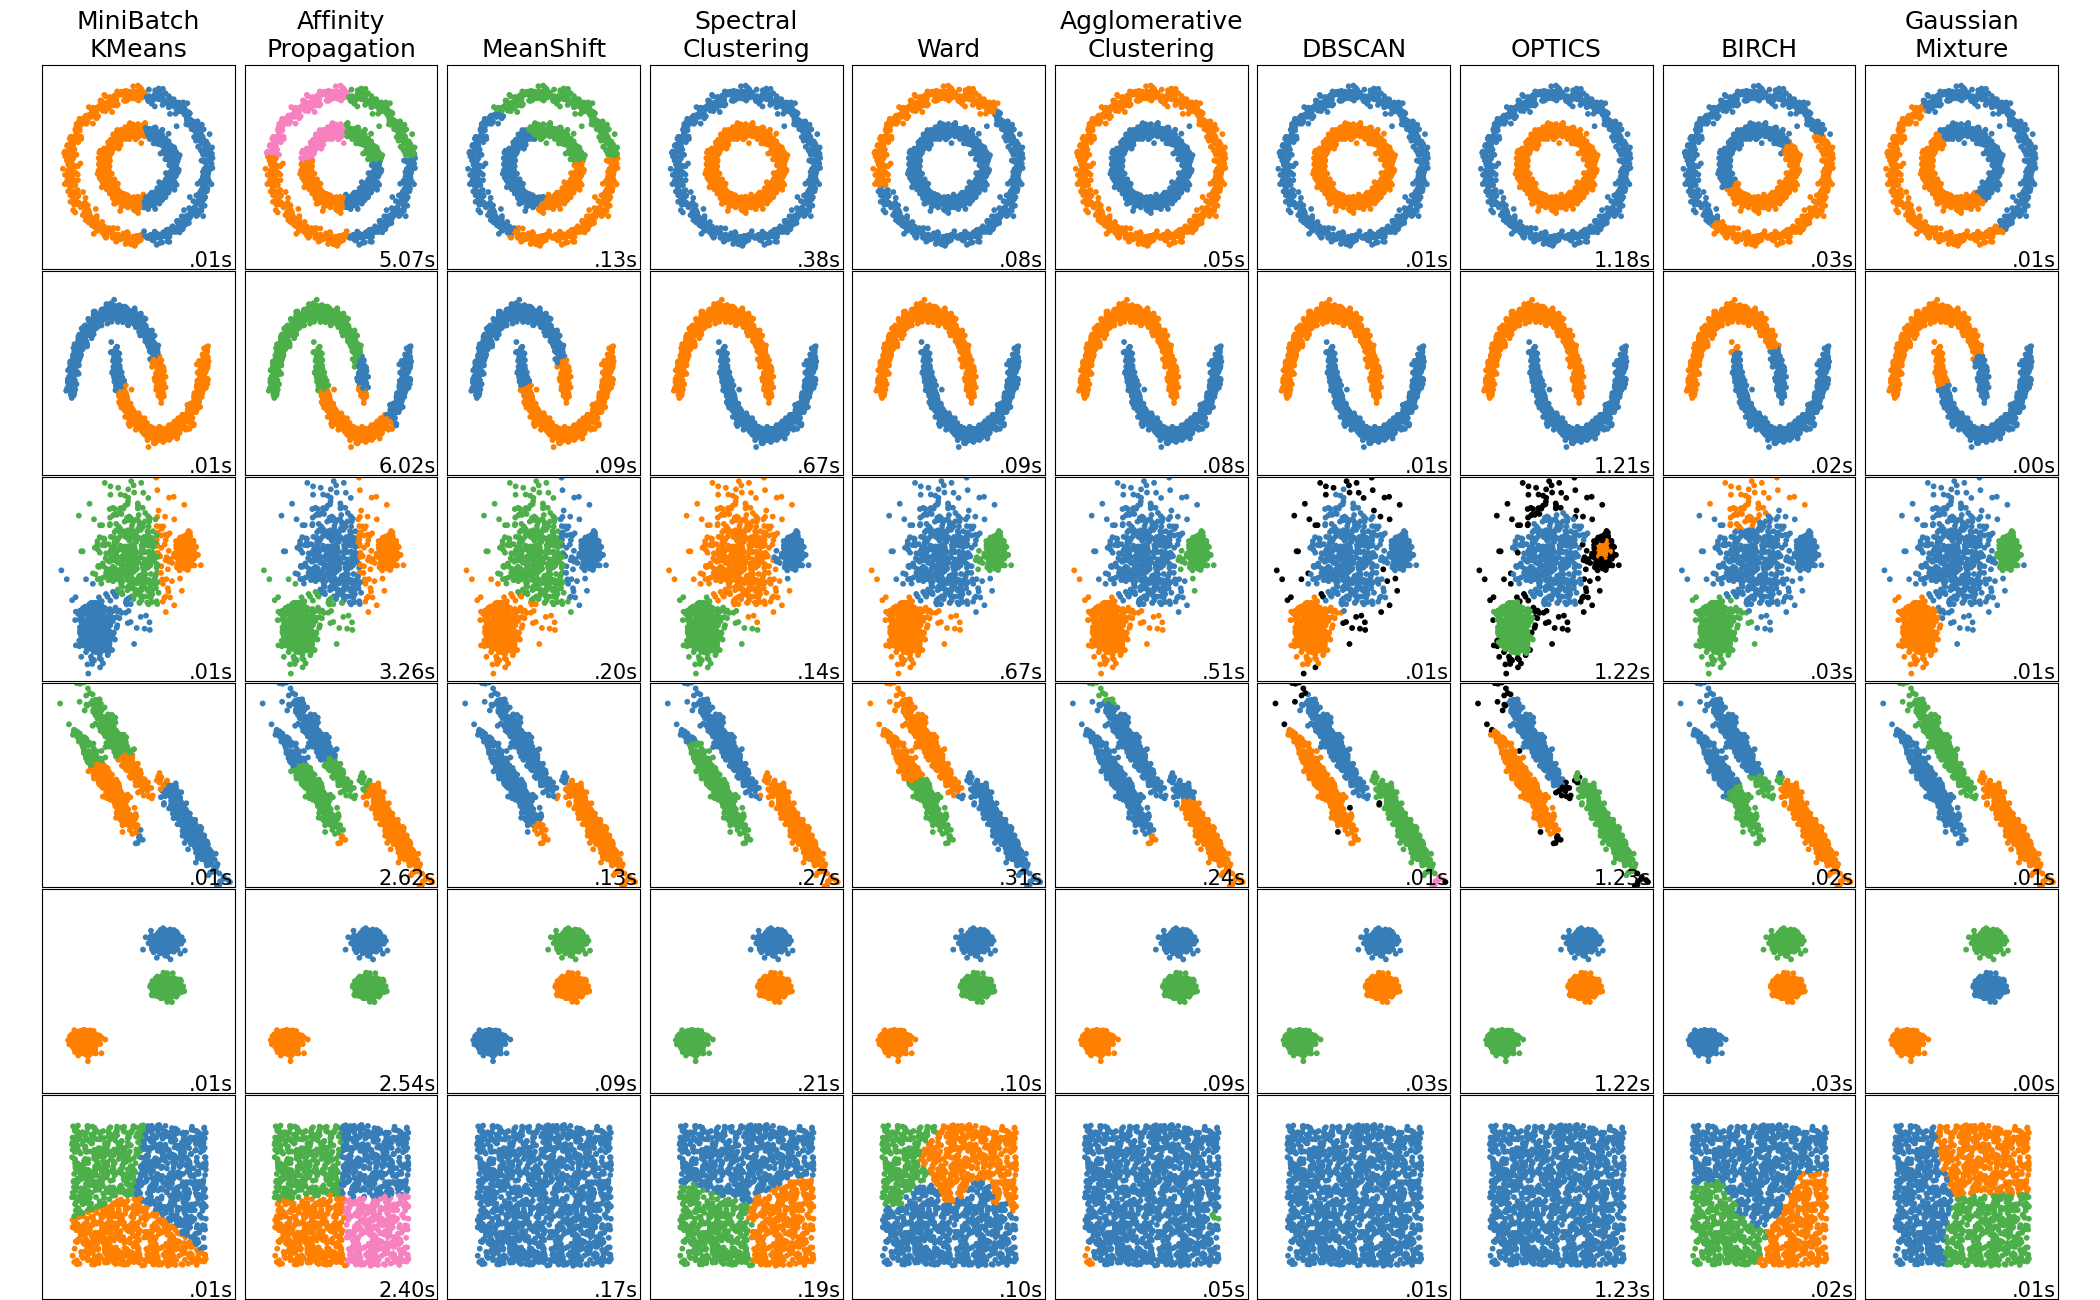 MiniBatch
KMeans
Affinity
Propagation
MeanShift
Spectral
Clustering
Ward
Agglomerative
Clustering
DBSCAN
OPTICS
BIRCH
Gaussian
Mixture
.01s
5.07s
.13s
.38s
.08s
.05s
.01s
1.18s
.03s
.01s
.01s
6.02s
.09s
.67s
.09s
.08s
.01s
1.21s
.02s
.00s
.01s
3.26s
.20s
.14s
.67s
.51s
.01s
1.22s
.03s
.01s
.01s
2.62s
.13s
.27s
.31s
.24s
.01s
1.23s
.02s
.01s
.01s
2.54s
.09s
.21s
.10s
.09s
.03s
1.22s
.03s
.00s
.01s
2.40s
.17s
.19s
.10s
.05s
.01s
1.23s
.02s
.01s